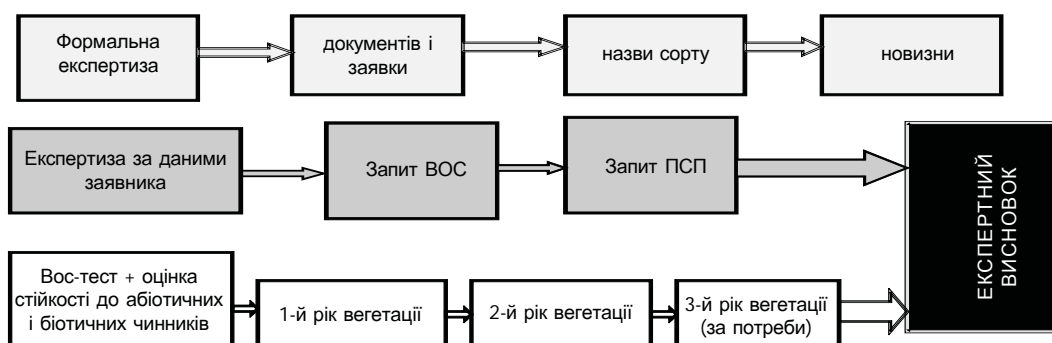 Формальна
експертиза
документів і
заявки
назви сорту
новизни
Експертиза за даними
заявника
Запит ВОС
Запит ПСП
ЕКСПЕРТНИЙ
ВИСНОВОК
Вос-тест + оцінка
стійкості до абіотичних
і біотичних чинників
1-й рік вегетації
2-й рік вегетації
3-й рік вегетації
(за потреби)